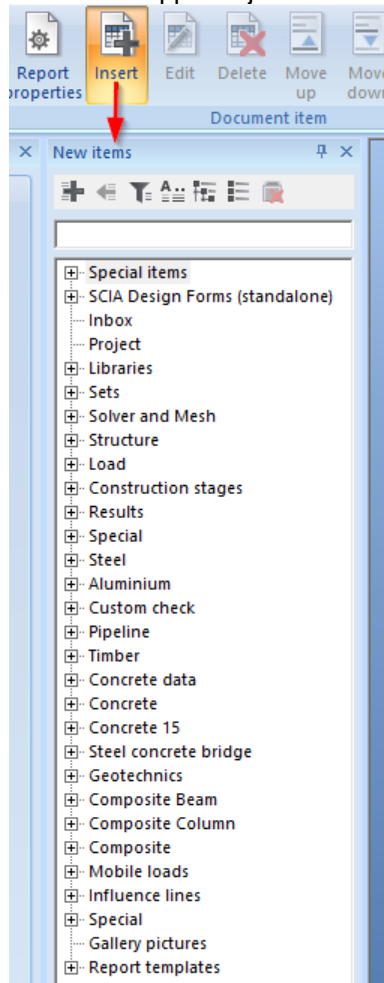 Report
properties
Insert
Edit
Delete
Move
up
Move
down
Document item
New items
Special items
SCIA Design Forms (standalone)
Inbox
Project
Libraries
Sets
Solver and Mesh
Structure
Load
Construction stages
Results
Special
Steel
Aluminium
Custom check
Pipeline
Timber
Concrete data
Concrete
Concrete 15
Steel concrete bridge
Geotechnics
Composite Beam
Composite Column
Composite
Mobile loads
Influence lines
Special
Gallery pictures
Report templates